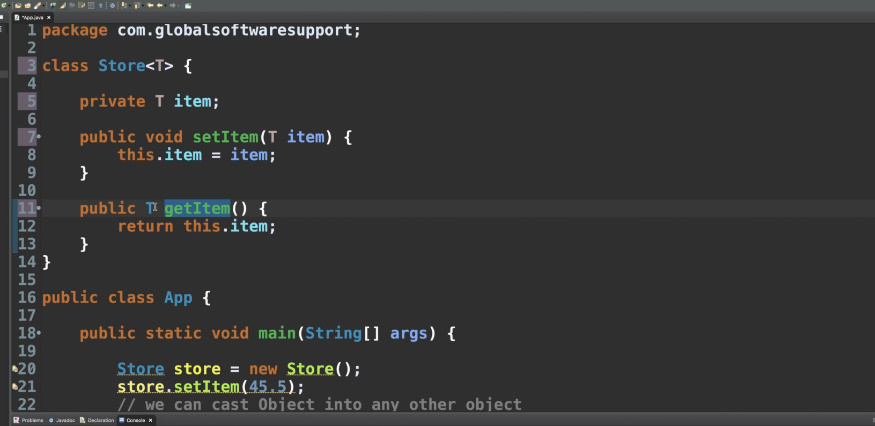 *App.java
1 package com.globalsoftwaresupport;
2
3 class Store<T> {
4
5 private T item;
6
7 public void setItem(T item) {
8 this.item = item;
9 }
10
11 public T getItem() {
12 return this.item;
13 }
14 }
15
16 public class App {
17
18 public static void main(String[] args) {
19
20 Store store = new Store();
21 store.setItem(45.5);
22 // we can cast Object into any other object
Problems Javadoc Declaration Console